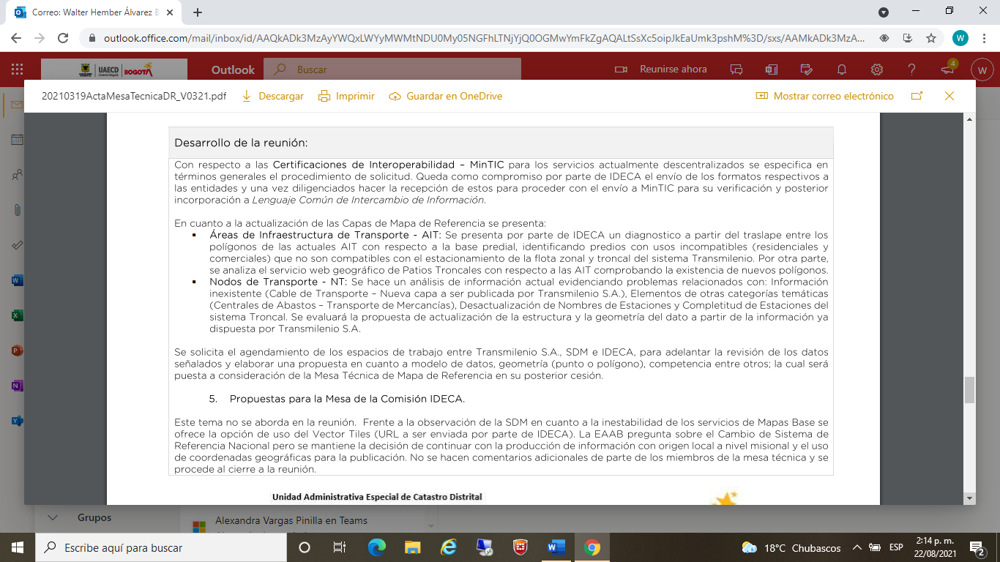 Correo: Walter Hember Álvarez B
outlook.office.com/mail/inbox/id/AAQkADk3MzAyYWQxLWYyMWMtNDU0My05NGFhLTNjYjQ0OGMwYmFkZgAQALtSsXc5oipJkEaUmk3pshM%3D/sxs/AAMkADk3MzA...
W
UAECD
Catastro Bogotá
BOGOTÁ
Outlook
Buscar
Reunirse ahora
4
W
20210319ActaMesaTecnicaDR_V0321.pdf
Descargar
Imprimir
Guardar en OneDrive
Mostrar correo electrónico
Desarrollo de la reunión:
Con respecto a las Certificaciones de Interoperabilidad – MinTIC para los servicios actualmente descentralizados se especifica en
términos generales el procedimiento de solicitud. Queda como compromiso por parte de IDECA el envío de los formatos respectivos a
las entidades y una vez diligenciados hacer la recepción de estos para proceder con el envío a MinTIC para su verificación y posterior
incorporación a Lenguaje Común de Intercambio de Información.
En cuanto a la actualización de las Capas de Mapa de Referencia se presenta:
▪ Áreas de Infraestructura de Transporte - AIT: Se presenta por parte de IDECA un diagnostico a partir del traslape entre los
polígonos de las actuales AIT con respecto a la base predial, identificando predios con usos incompatibles (residenciales y
comerciales) que no son compatibles con el estacionamiento de la flota zonal y troncal del sistema Transmilenio. Por otra parte,
se analiza el servicio web geográfico de Patios Troncales con respecto a las AIT comprobando la existencia de nuevos polígonos.
▪ Nodos de Transporte - NT: Se hace un análisis de información actual evidenciando problemas relacionados con: Información
inexistente (Cable de Transporte – Nueva capa a ser publicada por Transmilenio S.A.), Elementos de otras categorías temáticas
(Centrales de Abastos – Transporte de Mercancías), Desactualización de Nombres de Estaciones y Completitud de Estaciones del
sistema Troncal. Se evaluará la propuesta de actualización de la estructura y la geometría del dato a partir de la información ya
dispuesta por Transmilenio S.A.
Se solicita el agendamiento de los espacios de trabajo entre Transmilenio S.A., SDM e IDECA, para adelantar la revisión de los datos
señalados y elaborar una propuesta en cuanto a modelo de datos, geometría (punto o polígono), competencia entre otros; la cual será
puesta a consideración de la Mesa Técnica de Mapa de Referencia en su posterior cesión.
5. Propuestas para la Mesa de la Comisión IDECA.
Este tema no se aborda en la reunión. Frente a la observación de la SDM en cuanto a la inestabilidad de los servicios de Mapas Base se
ofrece la opción de uso del Vector Tiles (URL a ser enviada por parte de IDECA). La EAAB pregunta sobre el Cambio de Sistema de
Referencia Nacional pero se mantiene la decisión de continuar con la producción de información con origen local a nivel misional y el uso
de coordenadas geográficas para la publicación. No se hacen comentarios adicionales de parte de los miembros de la mesa técnica y se
procede al cierre a la reunión.
Unidad Administrativa Especial de Catastro Distrital
Grupos
Alexandra Vargas Pinilla en Teams
Escribe aquí para buscar
18°C Chubascos
ESP
2:14 p. m.
22/08/2021
2